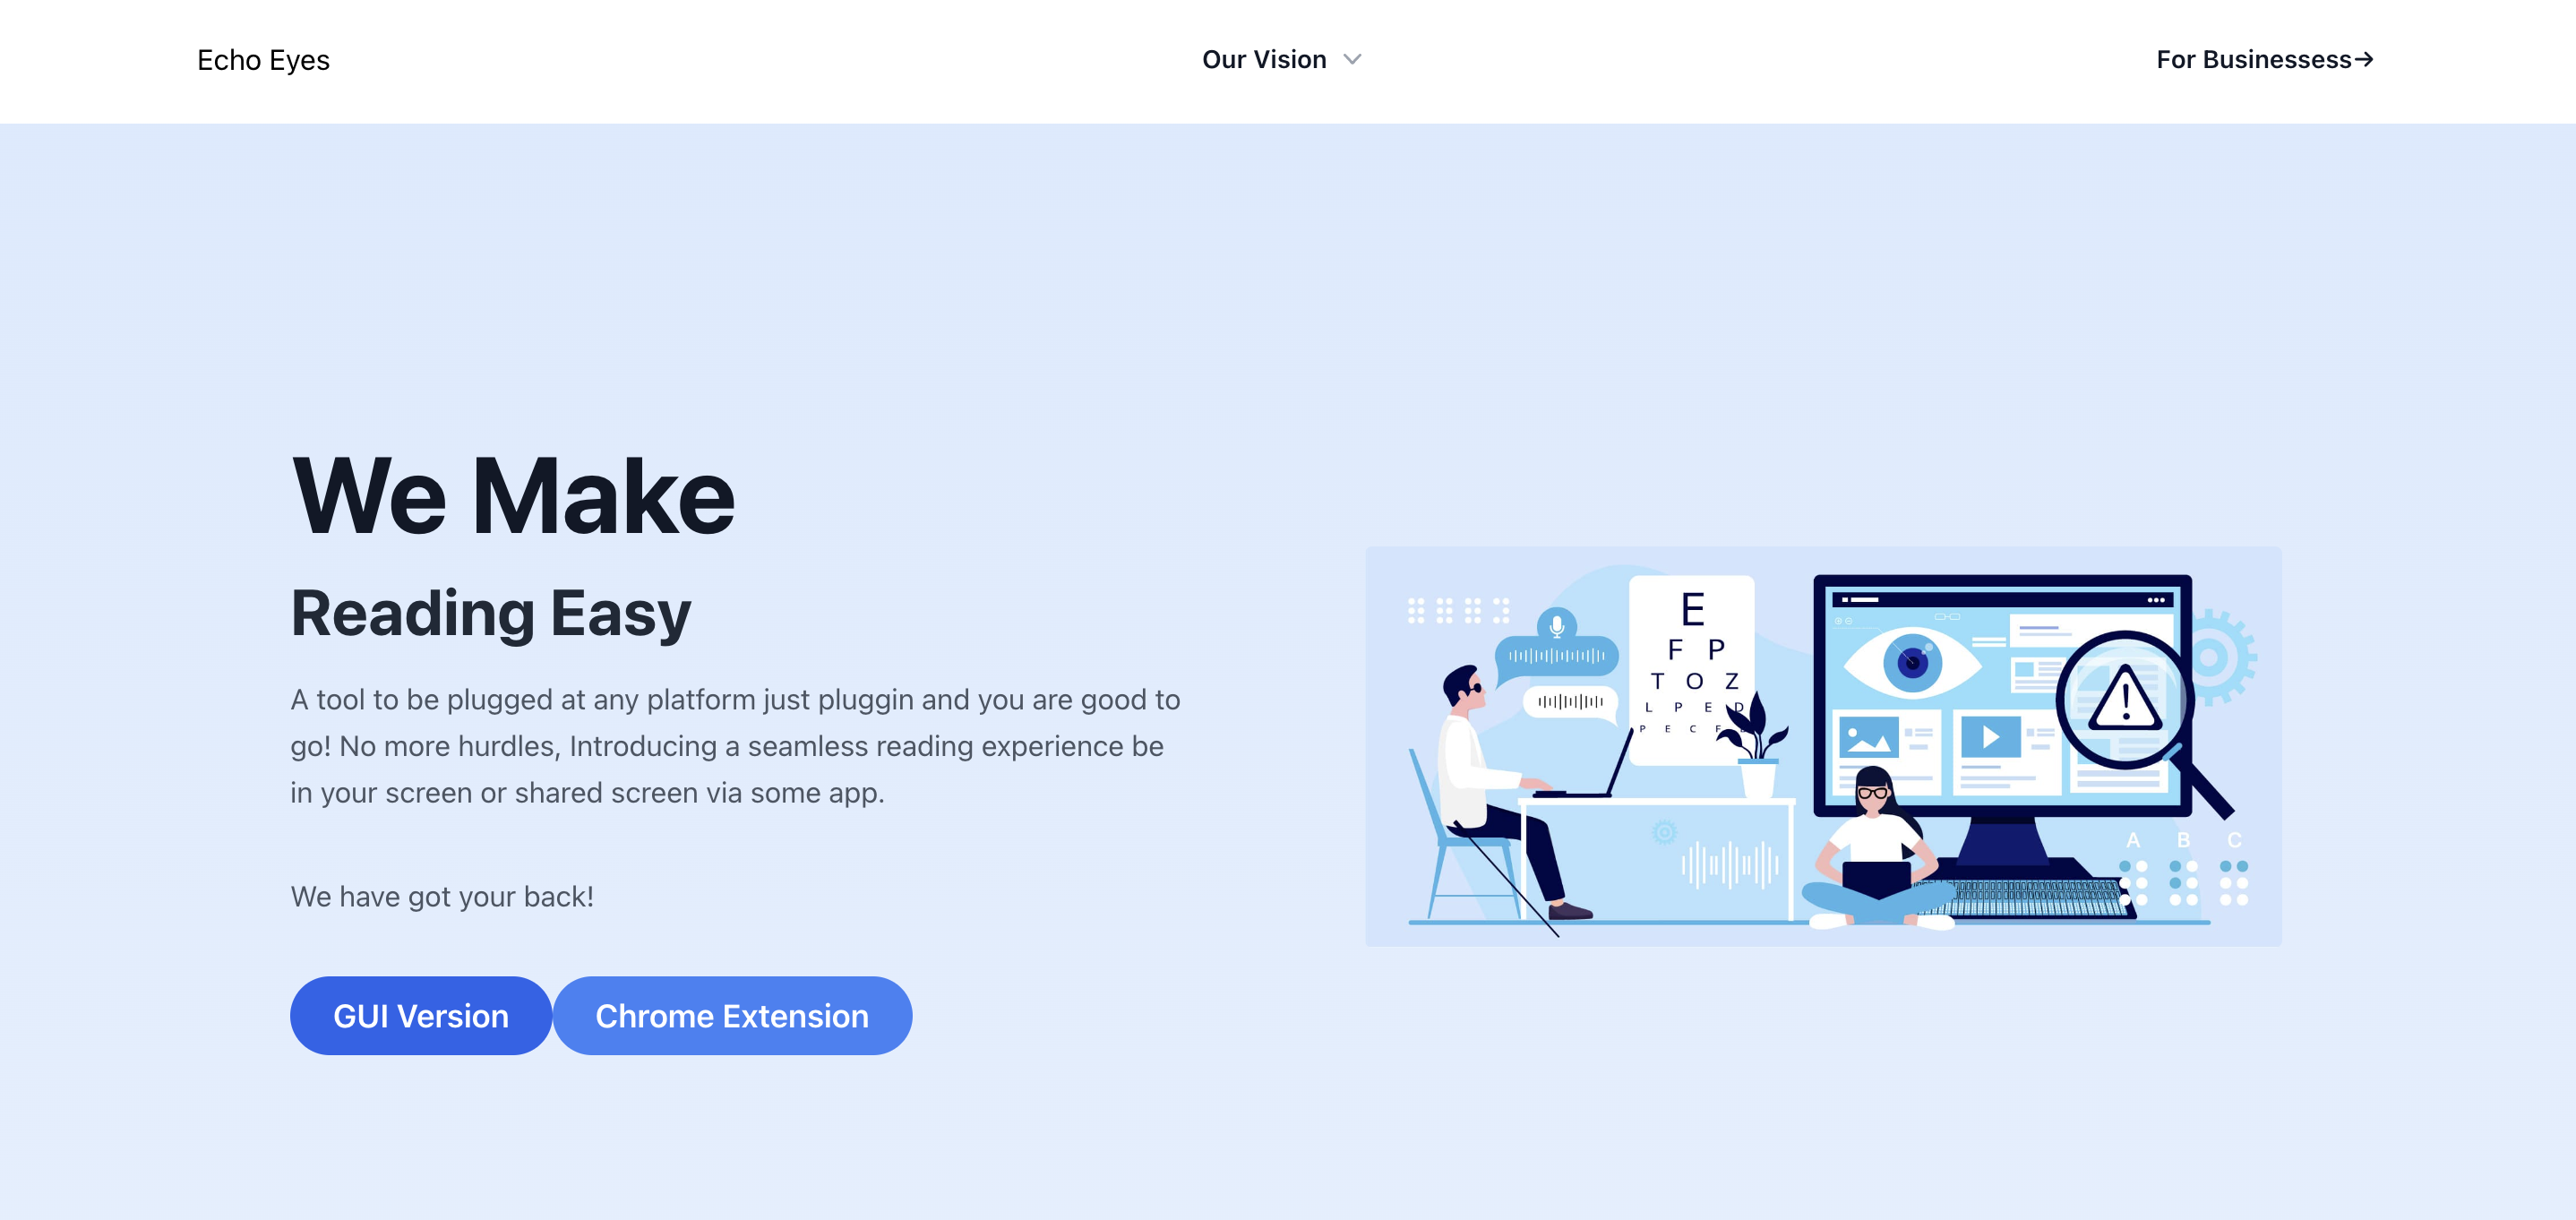 Echo Eyes
Our Vision
For Businessess→
We Make
Reading Easy
A tool to be plugged at any platform just pluggin and you are good to
go! No more hurdles, Introducing a seamless reading experience be
in your screen or shared screen via some app.
We have got your back!
GUI Version
Chrome Extension
E
F P
T O Z
L P E D
P E C F
A B C